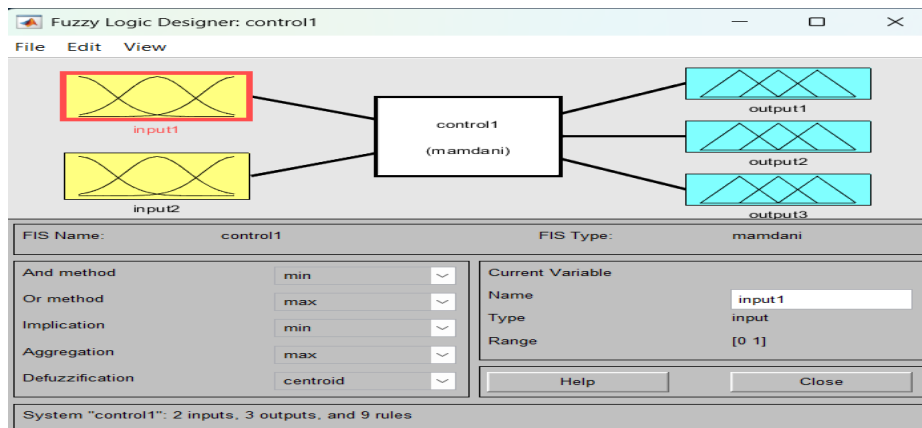 Fuzzy Logic Designer: control1
File Edit View
input1
input2
control1
(mamdani)
output1
output2
output3
FIS Name: control1 FIS Type: mamdani
And method min
Or method max
Implication min
Aggregation max
Defuzzification centroid
Current Variable
Name input1
Type input
Range [0 1]
Help Close
System "control1": 2 inputs, 3 outputs, and 9 rules